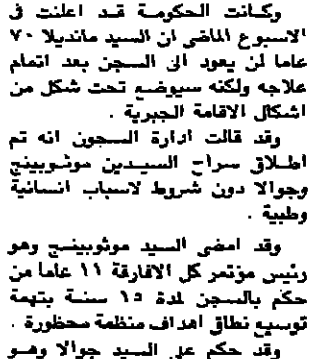 وكانت الحكومة قد اعلنت في
الاسبوع الماضى ان السيد مانديلا ٧٠
عاما لن يعود الى السجن بعد اتمام
علاجه ولكنه سيوضع تحت شكل من
اشكال الاقامة الجبرية .
وقد قالت ادارة السجون انه تم
اطلاق سراح السيدين موثوبينج
وجوالا دون شروط لاسباب انسانية
وطبية .
وقد امضى السيد موثوبينج وهو
رئيس مؤتمر كل الافارقة ١١ عاما من
حكم بالسجن لمدة ١٥ سنة بتهمة
توسيع نطاق اهداف منظمة محظورة .
وقد حكم على السيد جوالا وهو